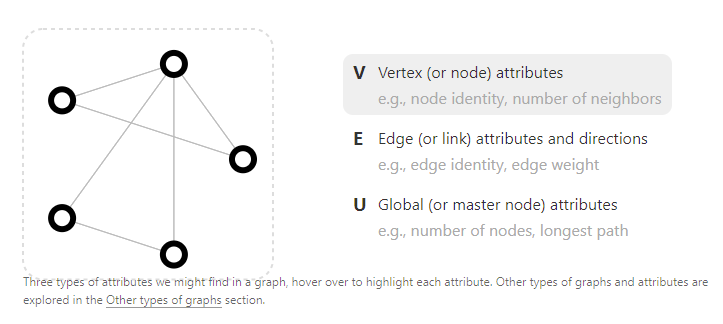 V Vertex (or node) attributes
e.g., node identity, number of neighbors
E Edge (or link) attributes and directions
e.g., edge identity, edge weight
U Global (or master node) attributes
e.g., number of nodes, longest path
Three types of attributes we might find in a graph, hover over to highlight each attribute. Other types of graphs and attributes are
explored in the Other types of graphs section.